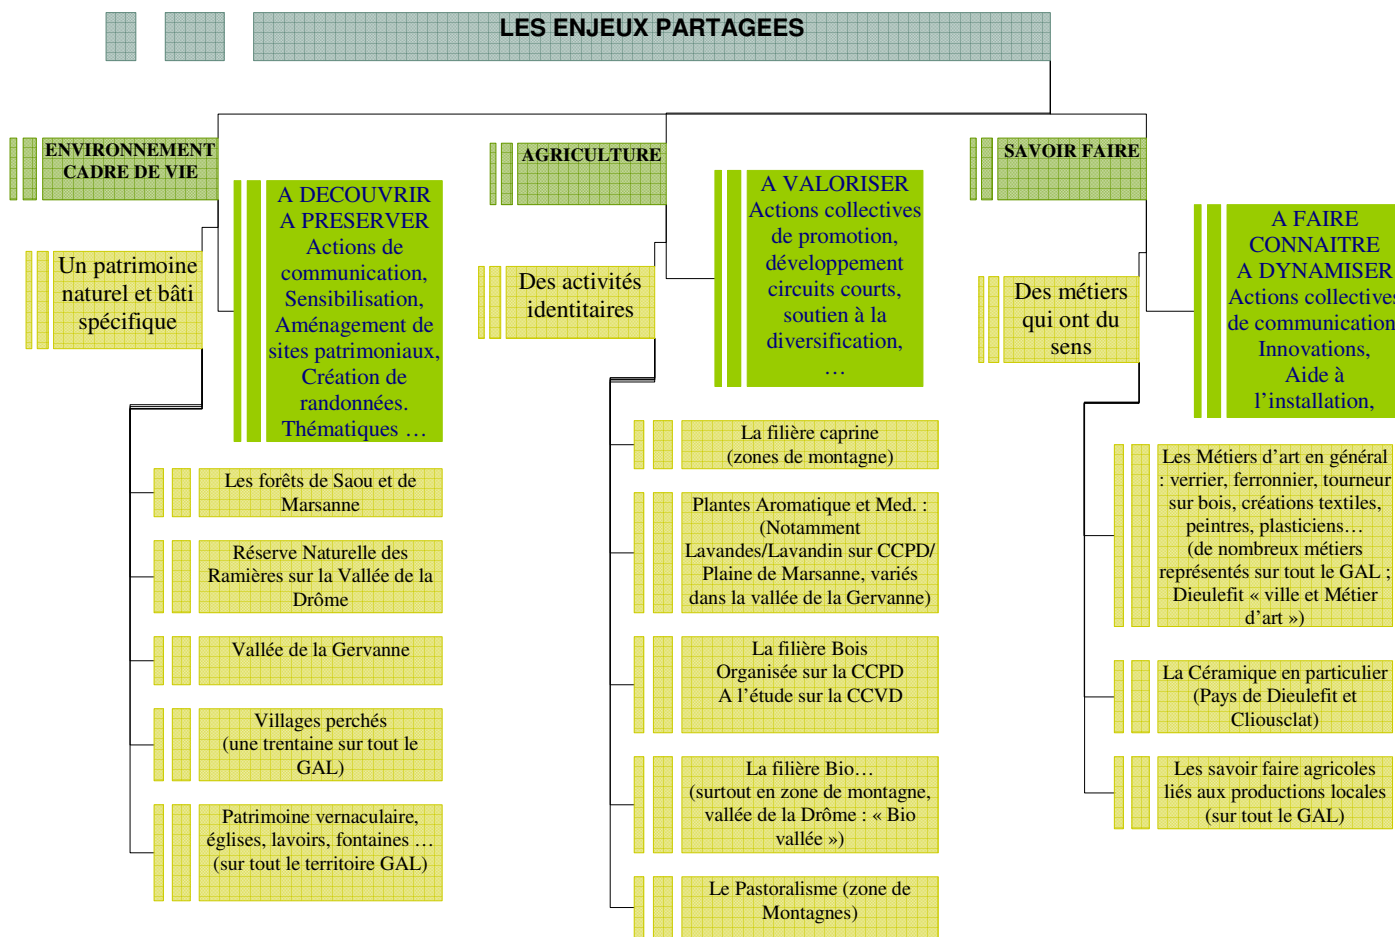 LES ENJEUX PARTAGEES
ENVIRONNEMENT
CADRE DE VIE
A DECOUVRIR
A PRESERVER
Actions de
communication,
Sensibilisation,
Aménagement de
sites patrimoniaux,
Création de
randonnées.
Thématiques …
Un patrimoine
naturel et bâti
spécifique
Les forêts de Saou et de
Marsanne
Réserve Naturelle des
Ramières sur la Vallée de la
Drôme
Vallée de la Gervanne
Villages perchés
(une trentaine sur tout le
GAL)
Patrimoine vernaculaire,
églises, lavoirs, fontaines …
(sur tout le territoire GAL)
AGRICULTURE
A VALORISER
Actions collectives
de promotion,
développement
circuits courts,
soutien à la
diversification,
…
Des activités
identitaires
La filière caprine
(zones de montagne)
Plantes Aromatique et Med. :
(Notamment
Lavandes/Lavandin sur CCPD/
Plaine de Marsanne, variés
dans la vallée de la Gervanne)
La filière Bois
Organisée sur la CCPD
A l’étude sur la CCVD
La filière Bio…
(surtout en zone de montagne,
vallée de la Drôme : « Bio
vallée »)
Le Pastoralisme (zone de
Montagnes)
SAVOIR FAIRE
A FAIRE
CONNAITRE
A DYNAMISER
Actions collectives
de communication
Innovations,
Aide à
l’installation,
Des métiers
qui ont du
sens
Les Métiers d’art en général
: verrier, ferronnier, tourneur
sur bois, créations textiles,
peintres, plasticiens…
(de nombreux métiers
représentés sur tout le GAL ;
Dieulefit « ville et Métier
d’art »)
La Céramique en particulier
(Pays de Dieulefit et
Cliousclat)
Les savoir faire agricoles
liés aux productions locales
(sur tout le GAL)